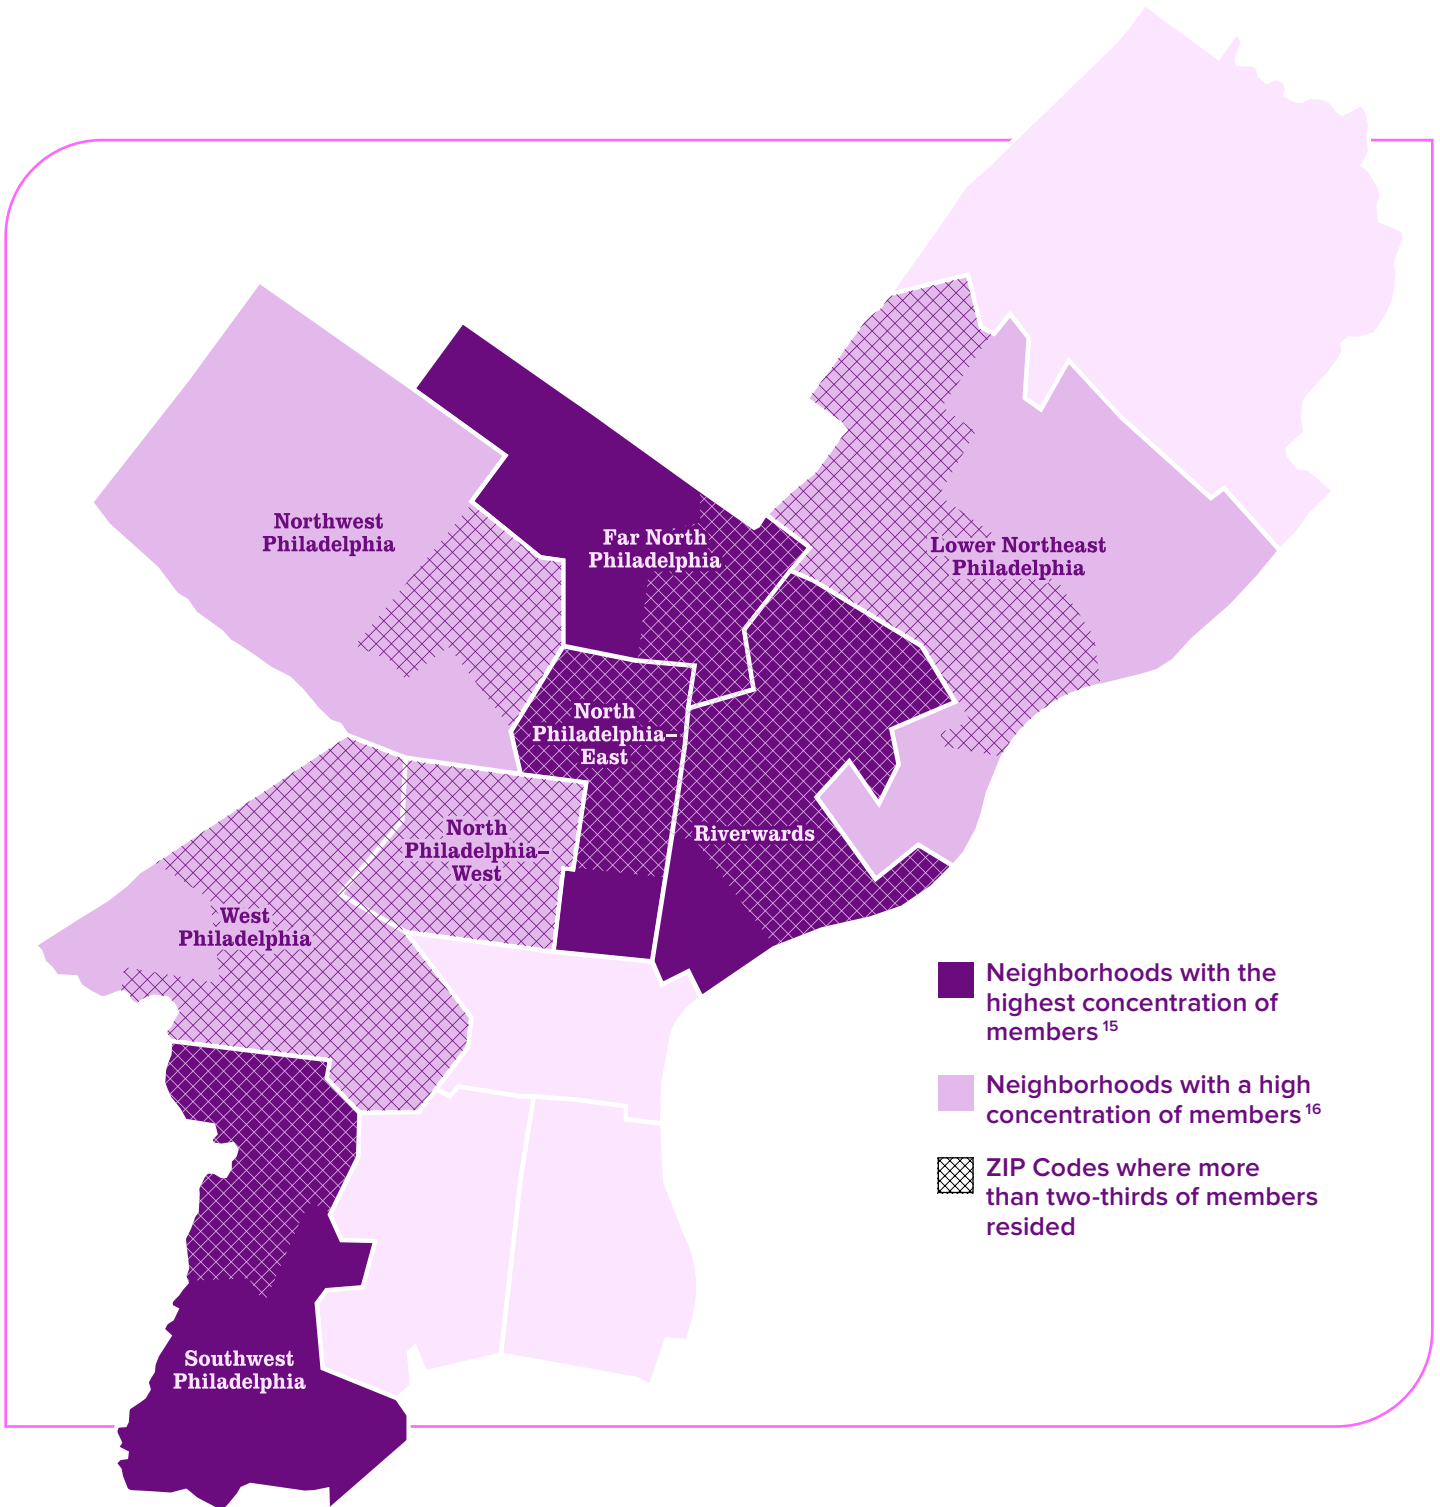 Northwest
Philadelphia
Far North
Philadelphia
Lower Northeast
Philadelphia
North
Philadelphia–
East
Riverwards
North
Philadelphia–
West
West
Philadelphia
Southwest
Philadelphia
Neighborhoods with the
highest concentration of
members 15
Neighborhoods with a high
concentration of members 16
ZIP Codes where more
than two-thirds of members
resided